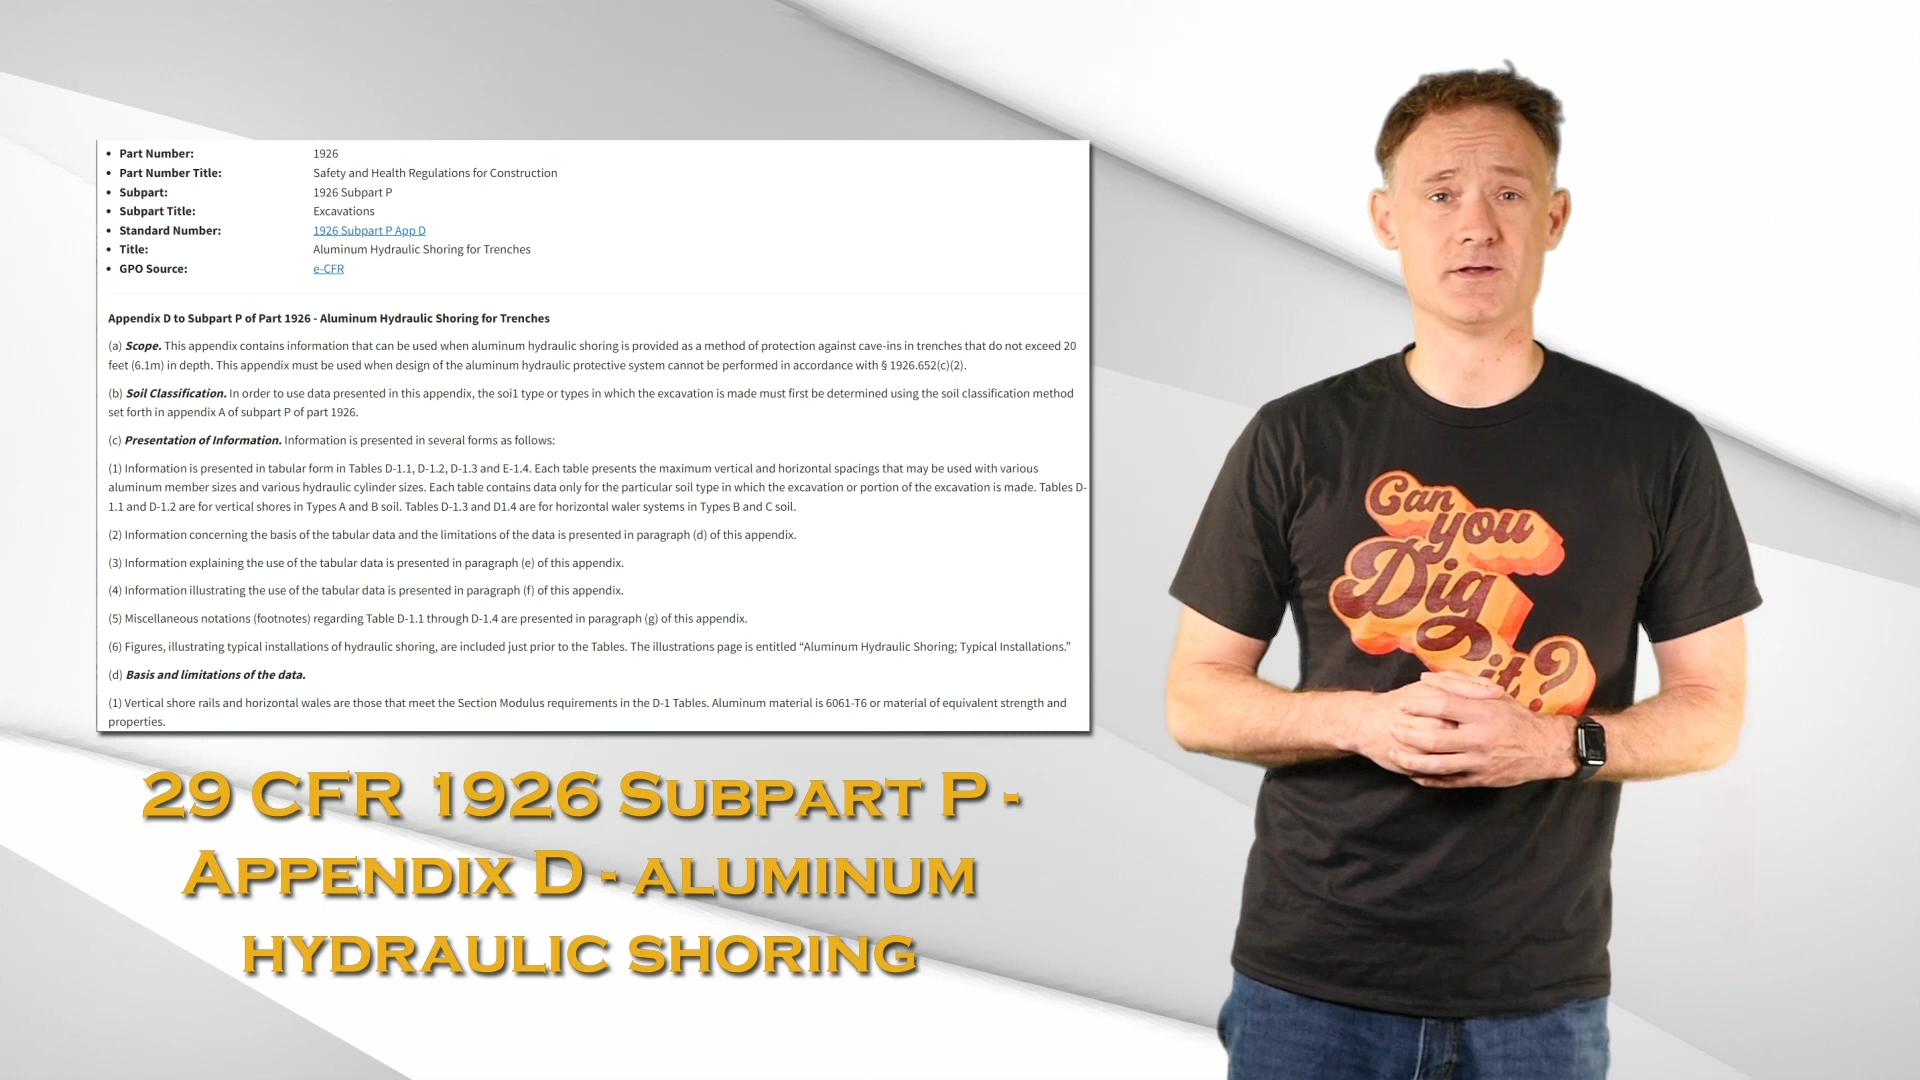 • Part Number: 1926
• Part Number Title: Safety and Health Regulations for Construction
• Subpart: 1926 Subpart P
• Subpart Title: Excavations
• Standard Number: 1926 Subpart P App D
• Title: Aluminum Hydraulic Shoring for Trenches
• GPO Source: e-CFR
Appendix D to Subpart P of Part 1926 - Aluminum Hydraulic Shoring for Trenches
(a) Scope. This appendix contains information that can be used when aluminum hydraulic shoring is provided as a method of protection against cave-ins in trenches that do not exceed 20
feet (6.1m) in depth. This appendix must be used when design of the aluminum hydraulic protective system cannot be performed in accordance with § 1926.652(c)(2).
(b) Soil Classification. In order to use data presented in this appendix, the soi1 type or types in which the excavation is made must first be determined using the soil classification method
set forth in appendix A of subpart P of part 1926.
(c) Presentation of Information. Information is presented in several forms as follows:
(1) Information is presented in tabular form in Tables D-1.1, D-1.2, D-1.3 and E-1.4. Each table presents the maximum vertical and horizontal spacings that may be used with various
aluminum member sizes and various hydraulic cylinder sizes. Each table contains data only for the particular soil type in which the excavation or portion of the excavation is made. Tables D-
1.1 and D-1.2 are for vertical shores in Types A and B soil. Tables D-1.3 and D1.4 are for horizontal waler systems in Types B and C soil.
(2) Information concerning the basis of the tabular data and the limitations of the data is presented in paragraph (d) of this appendix.
(3) Information explaining the use of the tabular data is presented in paragraph (e) of this appendix.
(4) Information illustrating the use of the tabular data is presented in paragraph (f) of this appendix.
(5) Miscellaneous notations (footnotes) regarding Table D-1.1 through D-1.4 are presented in paragraph (g) of this appendix.
(6) Figures, illustrating typical installations of hydraulic shoring, are included just prior to the Tables. The illustrations page is entitled “Aluminum Hydraulic Shoring; Typical Installations.”
(d) Basis and limitations of the data.
(1) Vertical shore rails and horizontal wales are those that meet the Section Modulus requirements in the D-1 Tables. Aluminum material is 6061-T6 or material of equivalent strength and
properties.
29 CFR 1926 Subpart P -
Appendix D - aluminum
hydraulic shoring
Can
you
Dig
it?